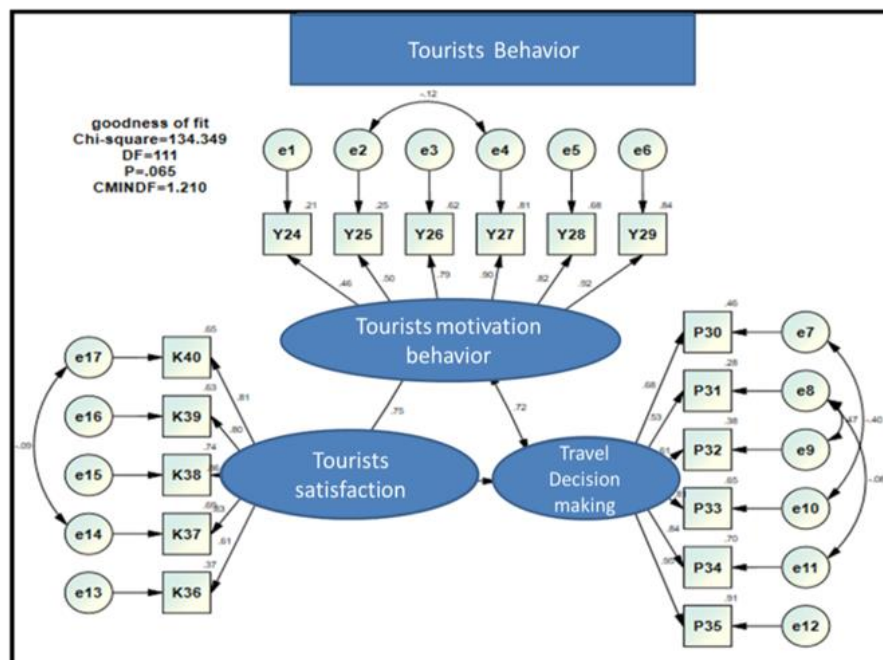 Tourists Behavior
goodness of fit
Chi-square=134.349
DF=111
P=.065
CMINDF=1.210
-.12
e1 e2 e3 e4 e5 e6
.21 .25 .62 .81 .68 .84
Y24 Y25 Y26 Y27 Y28 Y29
.46 .50 .79 .90 .82 .92
Tourists motivation
behavior
.75
.72
.65
e17 K40
.81
.63
e16 K39
.80
.74
e15 K38
-.09
e14 K37
.83
.61
.37
e13 K36
Tourists
satisfaction
Travel
Decision
making
.46
P30 e7
.68
.28
P31 e8
.53
.38
P32 e9
.61
.47
-.40
.65
P33 e10
.70
P34 e11
.84
.91
P35 e12